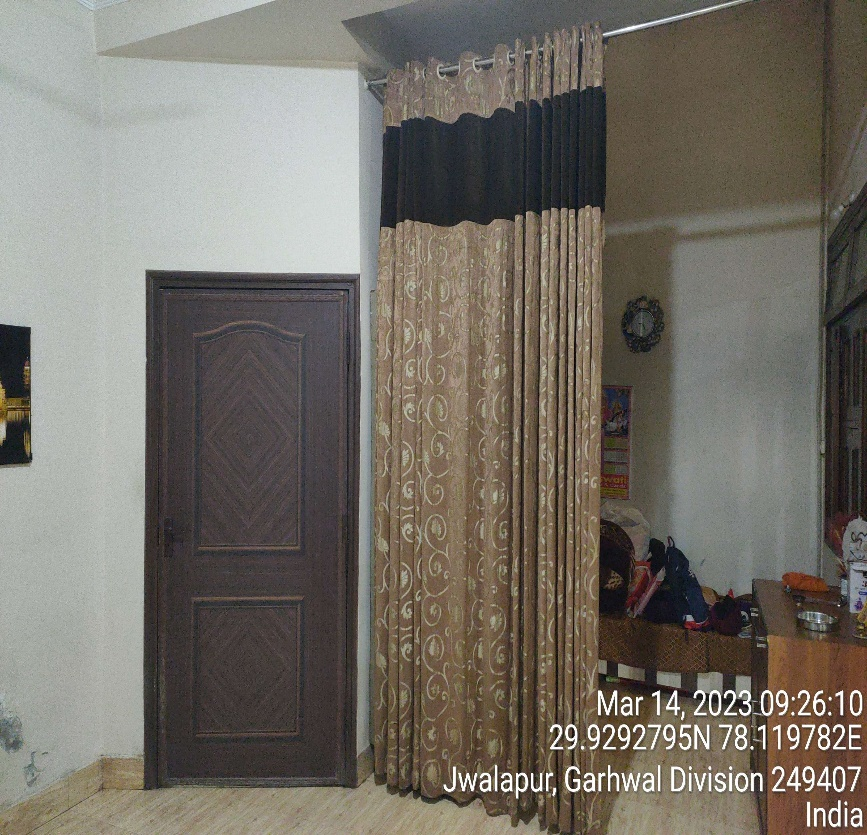 Mar 14, 2023 09:26:10
29.9292795N 78.119782E
Jwalapur, Garhwal Division 249407
India